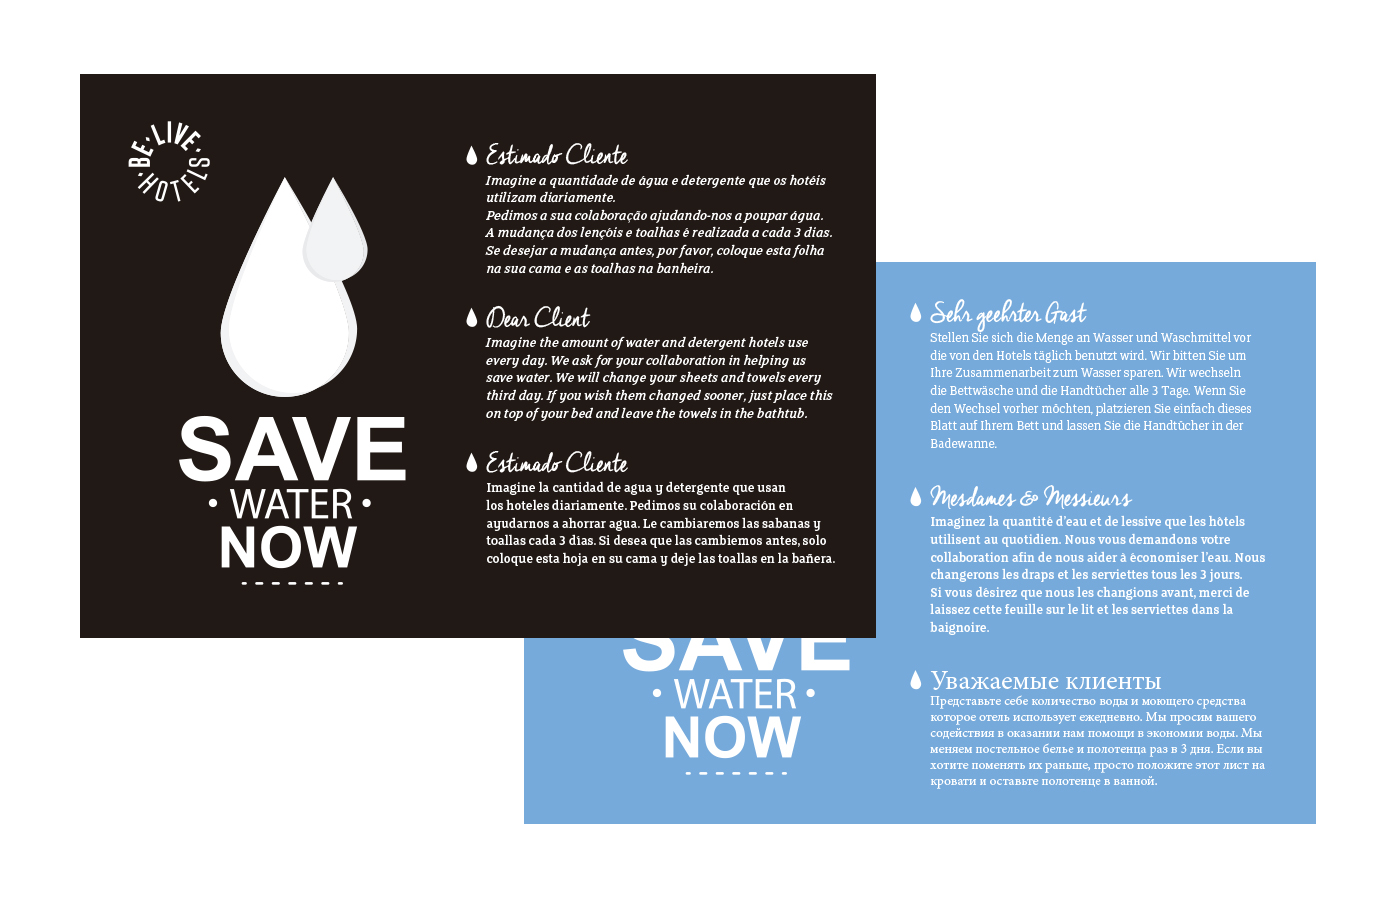 BE · LIVE · HOTELS ·
SAVE
• WATER •
NOW
Estimado Cliente
Imagine a quantidade de água e detergente que os hotéis
utilizam diariamente.
Pedimos a sua colaboração ajudando-nos a poupar água.
A mudança dos lençóis e toalhas é realizada a cada 3 dias.
Se desejar a mudança antes, por favor, coloque esta folha
na sua cama e as toalhas na banheira.
Dear Client
Imagine the amount of water and detergent hotels use
every day. We ask for your collaboration in helping us
save water. We will change your sheets and towels every
third day. If you wish them changed sooner, just place this
on top of your bed and leave the towels in the bathtub.
Estimado Cliente
Imagine la cantidad de agua y detergente que usan
los hoteles diariamente. Pedimos su colaboración en
ayudarnos a ahorrar agua. Le cambiaremos las sabanas y
toallas cada 3 dias. Si desea que las cambiemos antes, solo
coloque esta hoja en su cama y deje las toallas en la bañera.
SAVE
• WATER •
NOW
Sehr geehrter Gast
Stellen Sie sich die Menge an Wasser und Waschmittel vor
die von den Hotels täglich benutzt wird. Wir bitten Sie um
Ihre Zusammenarbeit zum Wasser sparen. Wir wechseln
die Bettwäsche und die Handtücher alle 3 Tage. Wenn Sie
den Wechsel vorher möchten, platzieren Sie einfach dieses
Blatt auf Ihrem Bett und lassen Sie die Handtücher in der
Badewanne.
Mesdames & Messieurs
Imaginez la quantité d'eau et de lessive que les hôtels
utilisent au quotidien. Nous vous demandons votre
collaboration afin de nous aider à économiser l'eau. Nous
changerons les draps et les serviettes tous les 3 jours.
Si vous désirez que nous les changions avant, merci de
laissez cette feuille sur le lit et les serviettes dans la
baignoire.
Уважаемые клиенты
Представьте себе количество воды и моющего средства
которое отель использует ежедневно. Мы просим вашего
содействия в оказании нам помощи в экономии воды. Мы
меняем постельное белье и полотенца раз в 3 дня. Если вы
хотите поменять их раньше, просто положите этот лист на
кровати и оставьте полотенце в ванной.